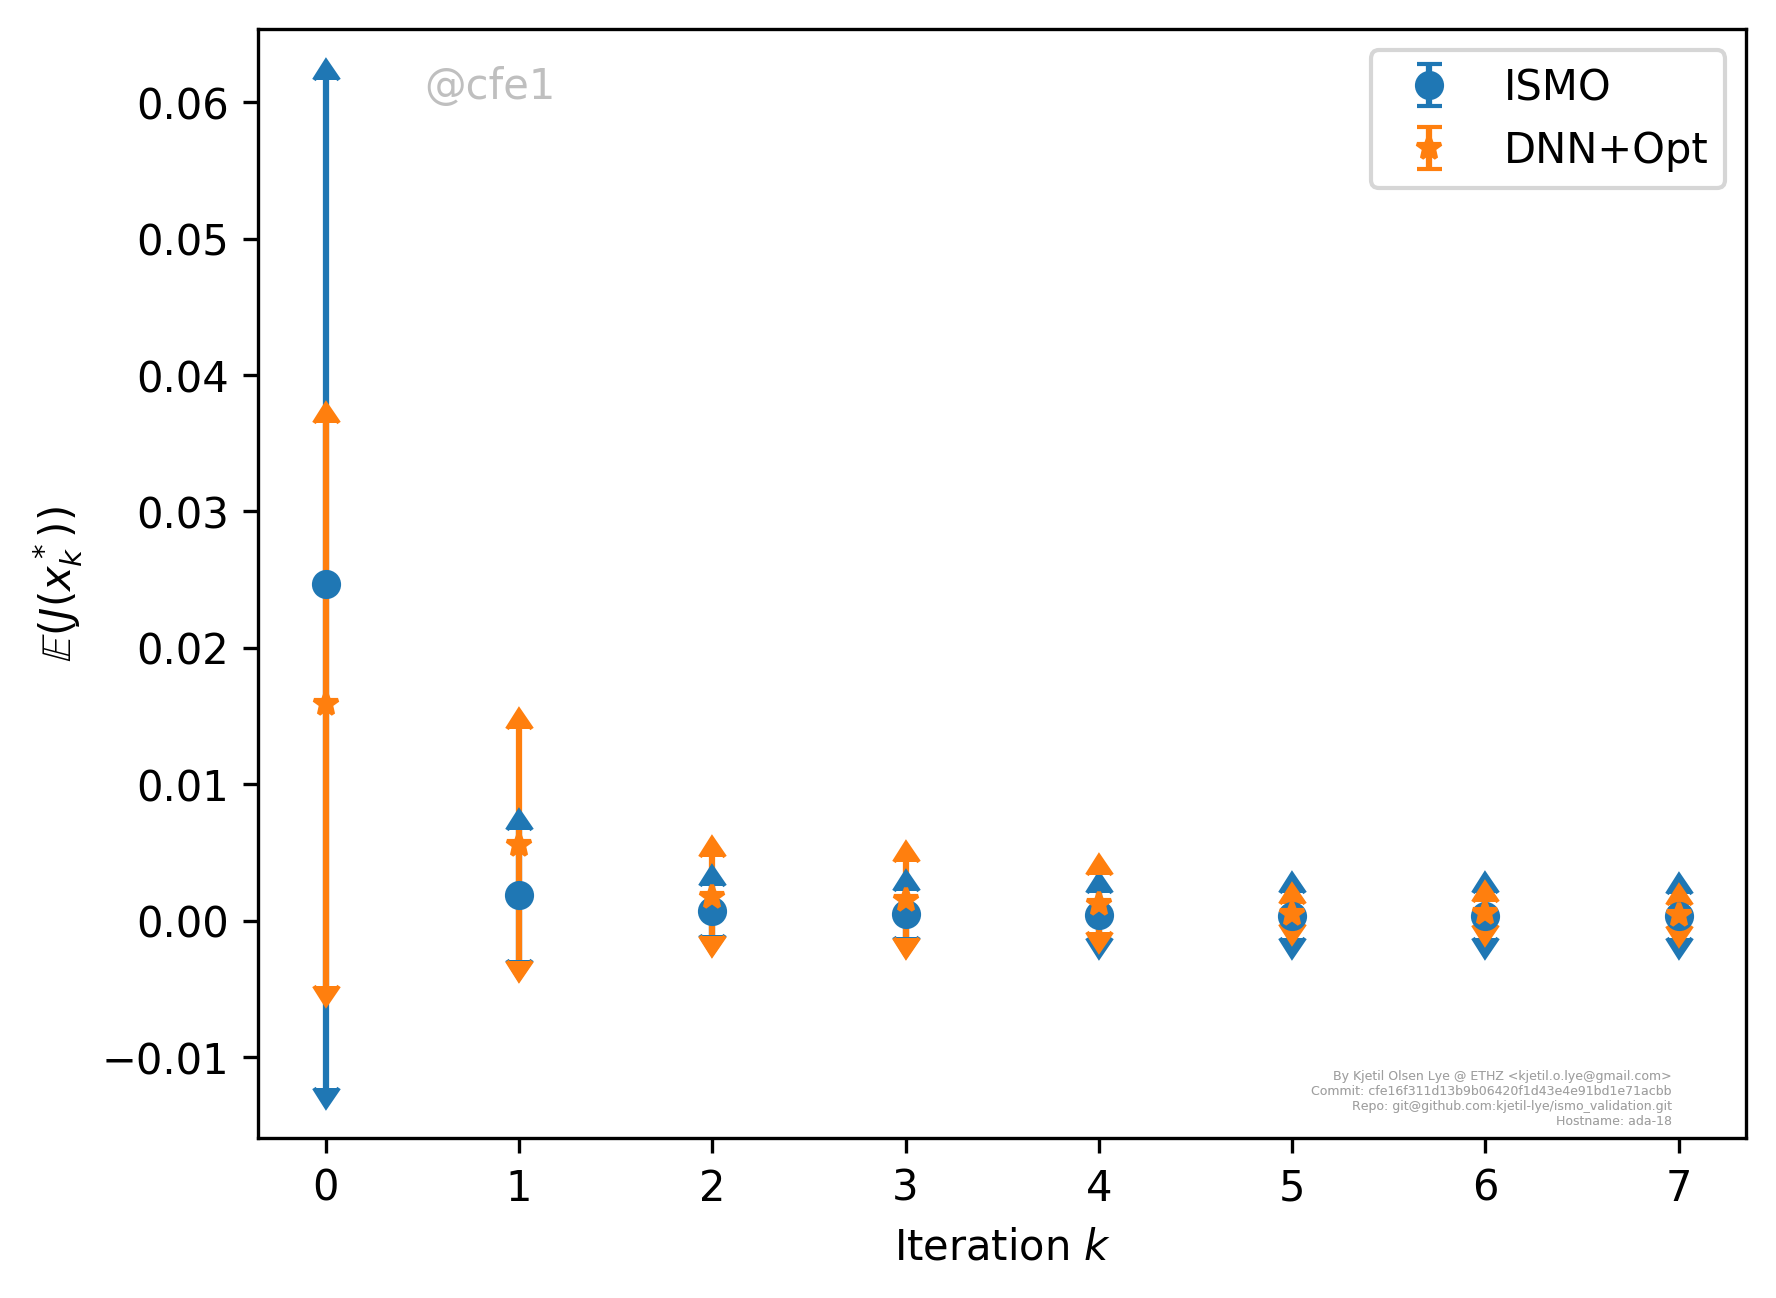 @cfe1
ISMO
DNN+Opt
0.06
0.05
0.04
0.03
0.02
0.01
0.00
−0.01
𝔼(J(x*k))
0 1 2 3 4 5 6 7
Iteration k
By Kjetil Olsen Lye @ ETHZ <kjetil.o.lye@gmail.com>
Commit: cfe16f311d13b9b06420f1d43e4e91bd1e71acbb
Repo: git@github.com:kjetil-lye/ismo_validation.git
Hostname: ada-18